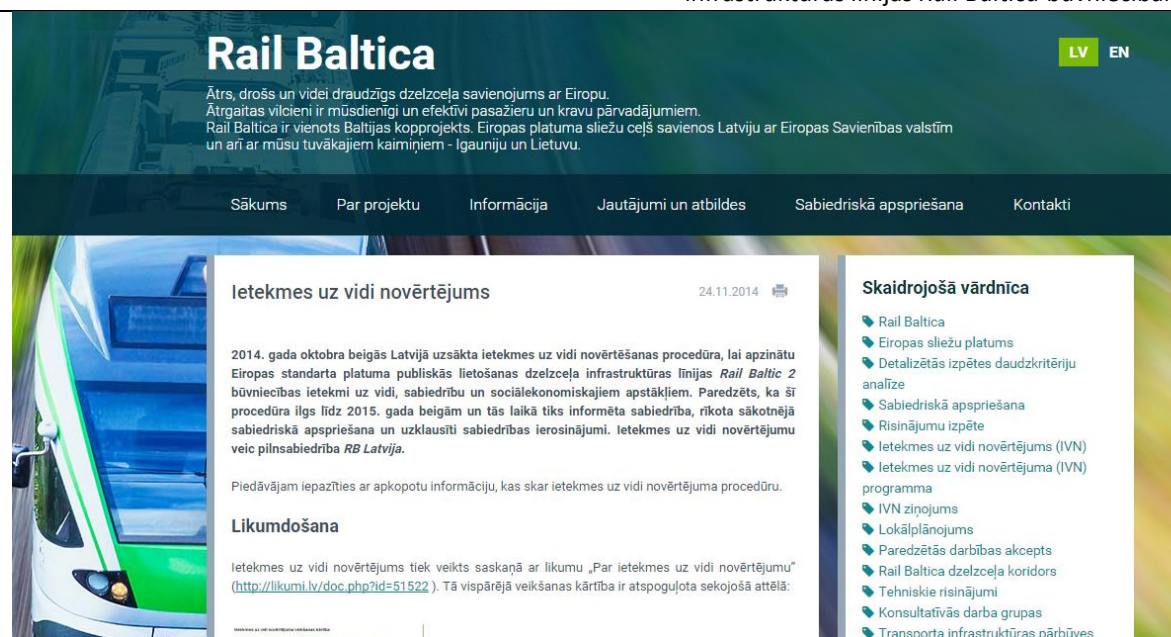 Rail Baltica
LV EN
Ātrs, drošs un videi draudzīgs dzelzceļa savienojums ar Eiropu.
Ātrgaitas vilcieni ir mūsdienīgi un efektīvi pasažieru un kravu pārvadājumiem.
Rail Baltica ir vienots Baltijas kopprojekts. Eiropas platuma sliežu ceļš savienos Latviju ar Eiropas Savienības valstīm
un arī ar mūsu tuvākajiem kaimiņiem - Igauniju un Lietuvu.
Sākums Par projektu Informācija Jautājumi un atbildes Sabiedriskā apspriešana Kontakti
Ietekmes uz vidi novērtējums 24.11.2014
2014. gada oktobra beigās Latvijā uzsākta ietekmes uz vidi novērtēšanas procedūra, lai apzinātu
Eiropas standarta platuma publiskās lietošanas dzelzceļa infrastruktūras līnijas Rail Baltic 2
būvniecības ietekmi uz vidi, sabiedrību un sociālekonomiskajiem apstākļiem. Paredzēts, ka šī
procedūra ilgs līdz 2015. gada beigām un tās laikā tiks informēta sabiedrība, rīkota sākotnējā
sabiedriskā apspriešana un uzklausīti sabiedrības ierosinājumi. Ietekmes uz vidi novērtējumu
veic pilnsabiedrība RB Latvija.
Piedāvājam iepazīties ar apkopotu informāciju, kas skar ietekmes uz vidi novērtējuma procedūru.
Likumdošana
Ietekmes uz vidi novērtējums tiek veikts saskaņā ar likumu „Par ietekmes uz vidi novērtējumu”
(http://likumi.lv/doc.php?id=51522 ). Tā vispārējā veikšanas kārtība ir atspoguļota sekojošā attēlā:
Skaidrojošā vārdnīca
Rail Baltica
Eiropas sliežu platums
Detalizētās izpētes daudzkritēriju
analīze
Sabiedriskā apspriešana
Risinājumu izpēte
Ietekmes uz vidi novērtējums (IVN)
Ietekmes uz vidi novērtējuma (IVN)
programma
IVN ziņojums
Lokālplānojums
Paredzētās darbības akcepts
Rail Baltica dzelzceļa koridors
Tehniskie risinājumi
Konsultatīvās darba grupas
Transporta infrastruktūras pārbūves